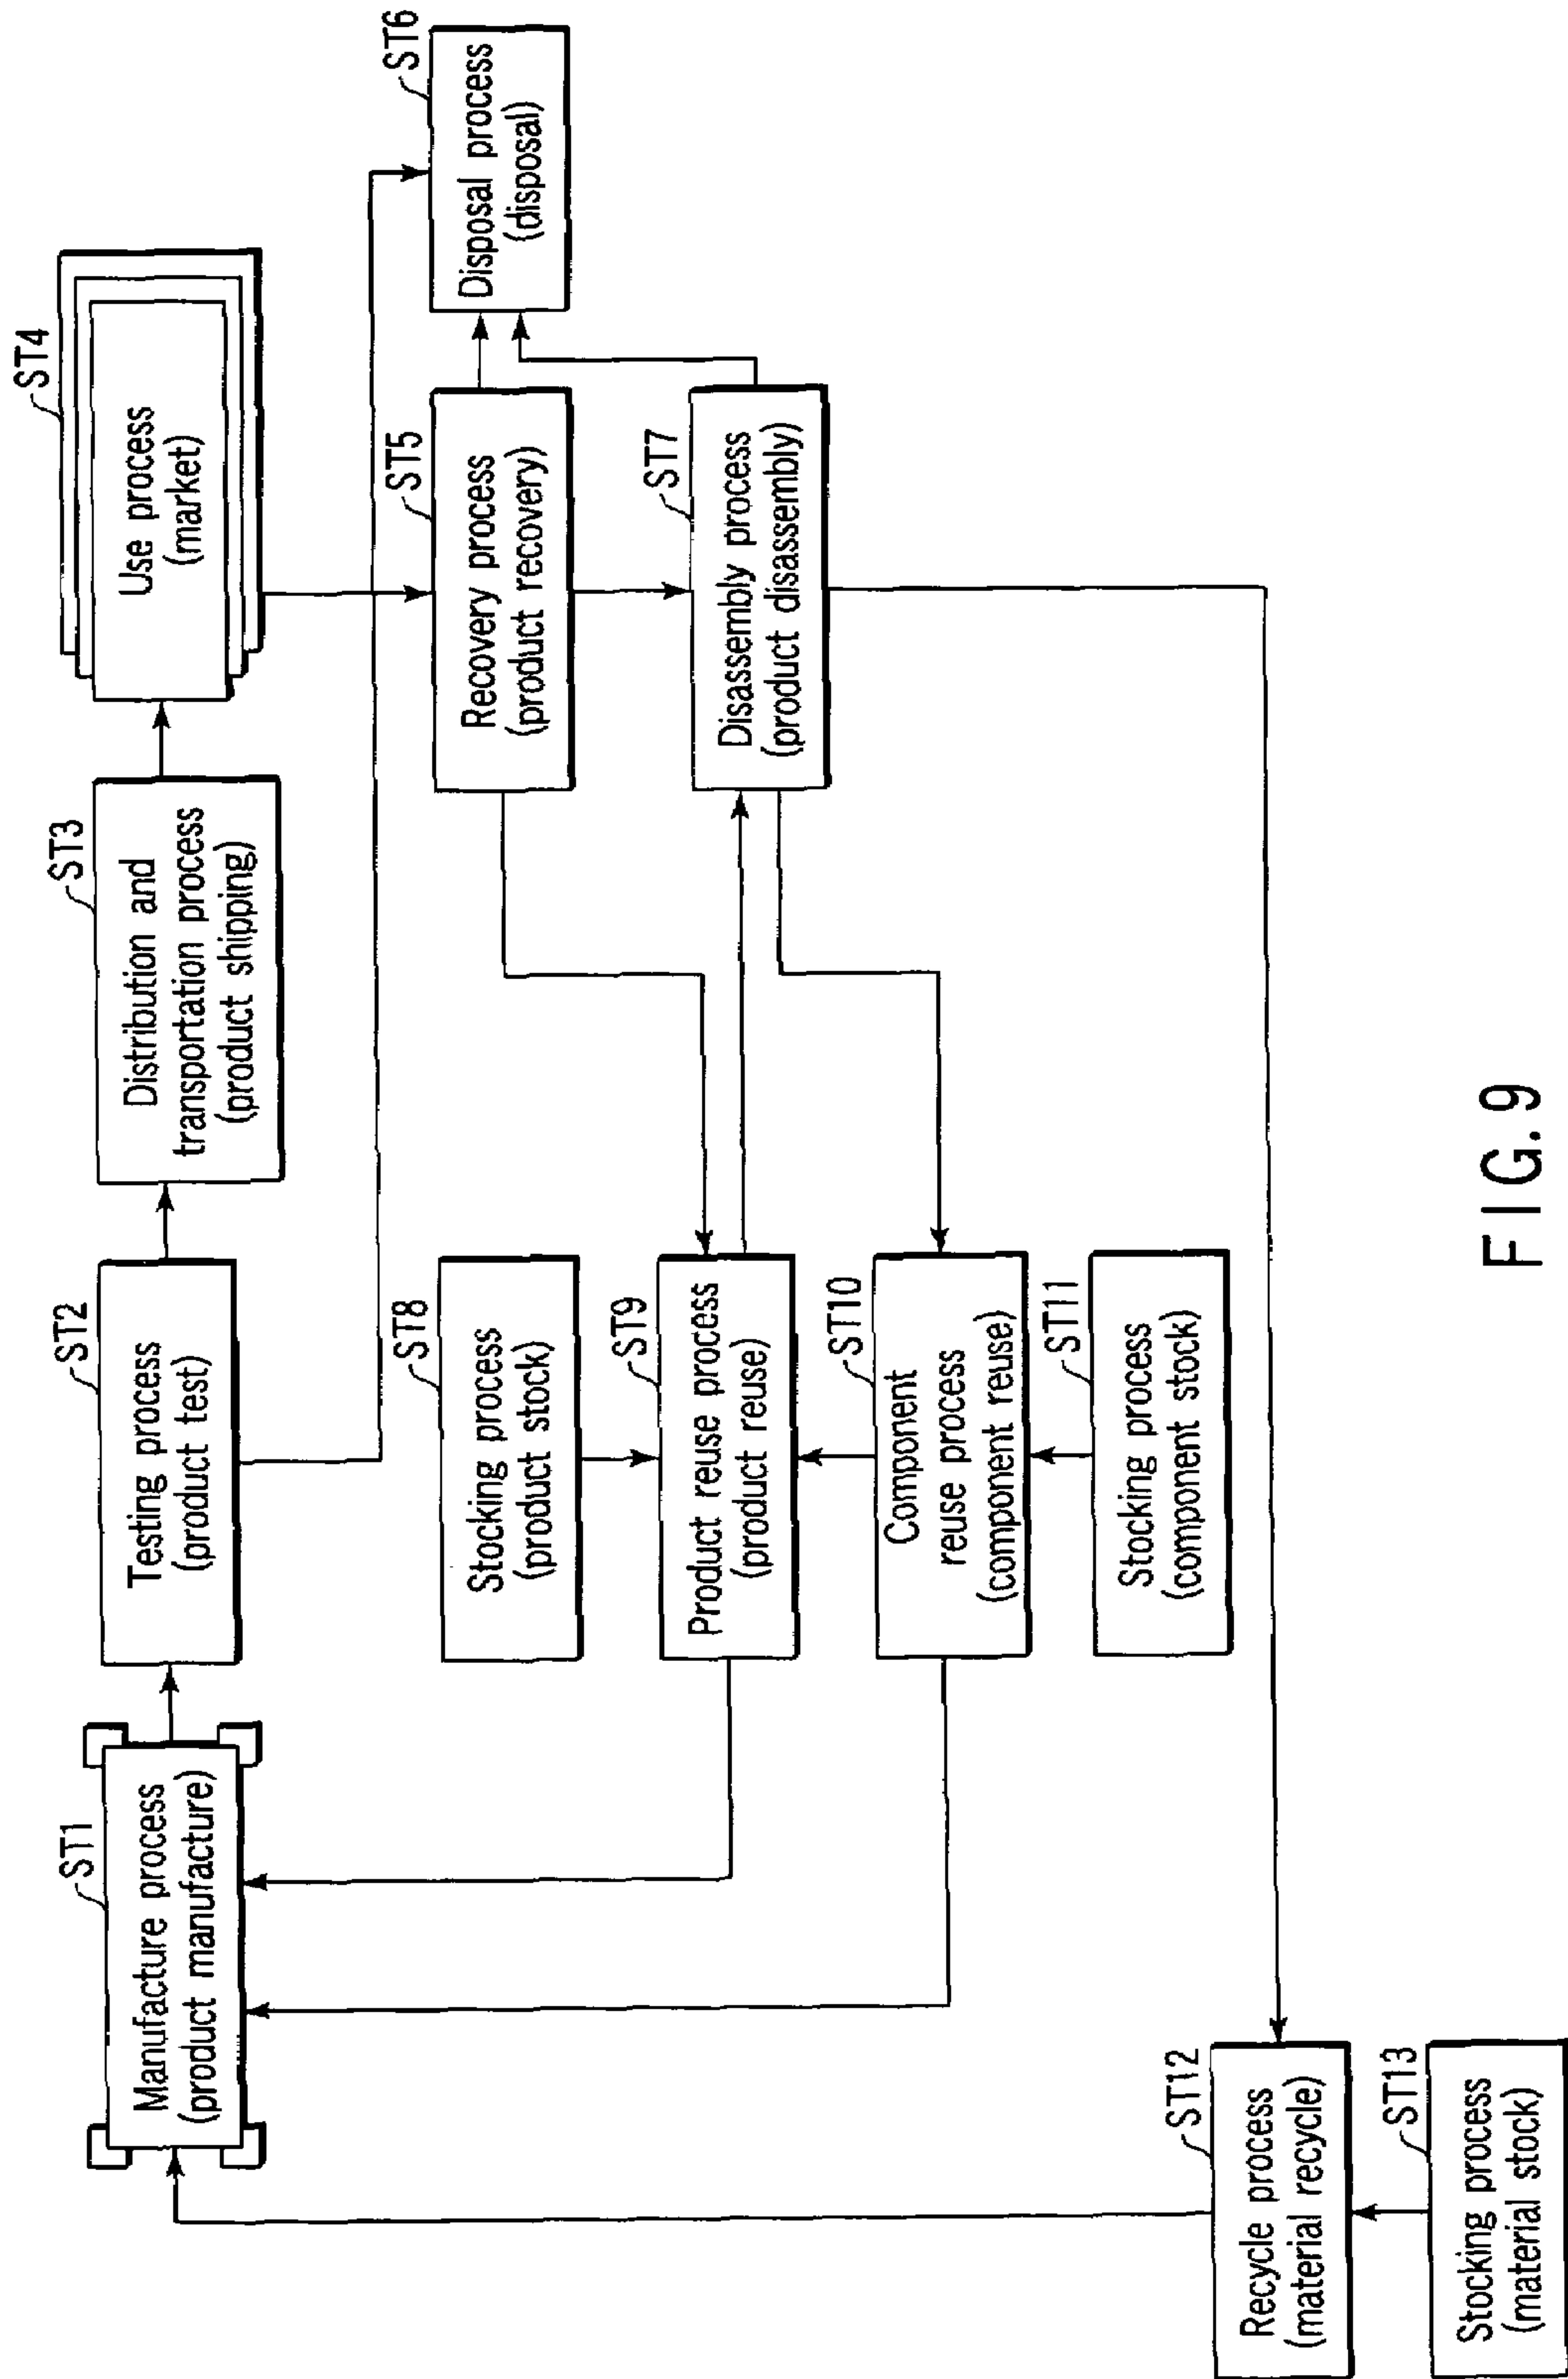 ST1
Manufacture process
(product manufacture)
ST2
Testing process
(product test)
ST3
Distribution and
transportation process
(product shipping)
ST4
Use process
(market)
ST8
Stocking process
(product stock)
ST5
Recovery process
(product recovery)
ST6
Disposal process
(disposal)
ST9
Product reuse process
(product reuse)
ST7
Disassembly process
(product disassembly)
ST10
Component
reuse process
(component reuse)
ST11
Stocking process
(component stock)
ST12
Recycle process
(material recycle)
ST13
Stocking process
(material stock)
FIG. 9